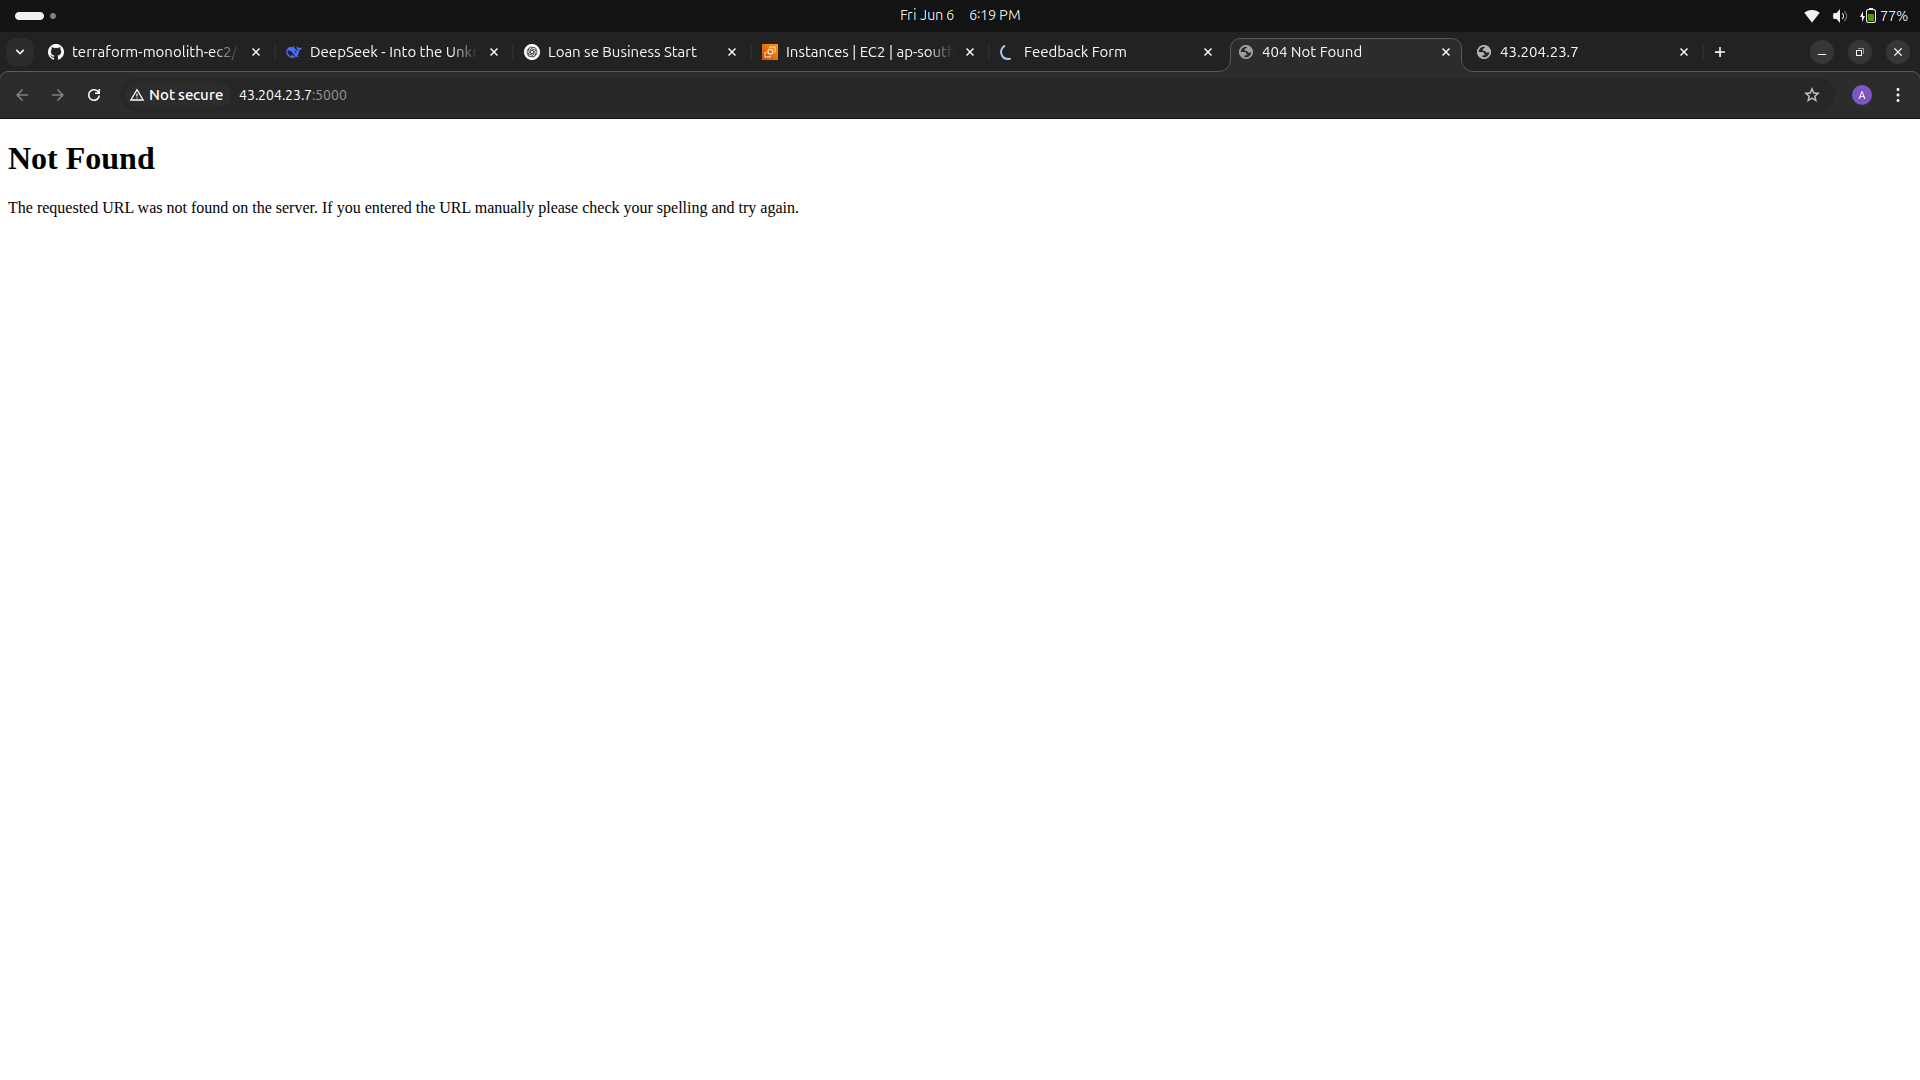 Fri Jun 6 6:19 PM
77%
terraform-monolith-ec2/
DeepSeek - Into the Unkn
Loan se Business Start
Instances | EC2 | ap-south
Feedback Form
404 Not Found
43.204.23.7
Not secure
43.204.23.7:5000
A
Not Found
The requested URL was not found on the server. If you entered the URL manually please check your spelling and try again.